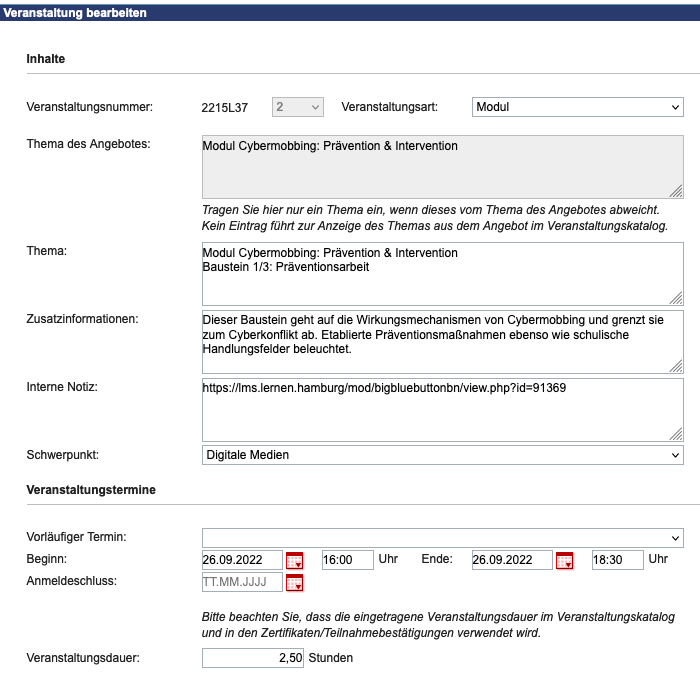 Veranstaltung bearbeiten
Inhalte
Veranstaltungsnummer: 2215L37 2 Veranstaltungsart: Modul
Thema des Angebotes: Modul Cybermobbing: Prävention & Intervention
Tragen Sie hier nur ein Thema ein, wenn dieses vom Thema des Angebotes abweicht.
Kein Eintrag führt zur Anzeige des Themas aus dem Angebot im Veranstaltungskatalog.
Thema: Modul Cybermobbing: Prävention & Intervention
Baustein 1/3: Präventionsarbeit
Zusatzinformationen: Dieser Baustein geht auf die Wirkungsmechanismen von Cybermobbing und grenzt sie
zum Cyberkonflikt ab. Etablierte Präventionsmaßnahmen ebenso wie schulische
Handlungsfelder beleuchtet.
Interne Notiz: https://lms.lernen.hamburg/mod/bigbluebuttonbn/view.php?id=91369
Schwerpunkt: Digitale Medien
Veranstaltungstermine
Vorläufiger Termin:
Beginn: 26.09.2022 16:00 Uhr Ende: 26.09.2022 18:30 Uhr
Anmeldeschluss: TT.MM.JJJJ
Bitte beachten Sie, dass die eingetragene Veranstaltungsdauer im Veranstaltungskatalog
und in den Zertifikaten/Teilnahmebestätigungen verwendet wird.
Veranstaltungsdauer: 2,50 Stunden